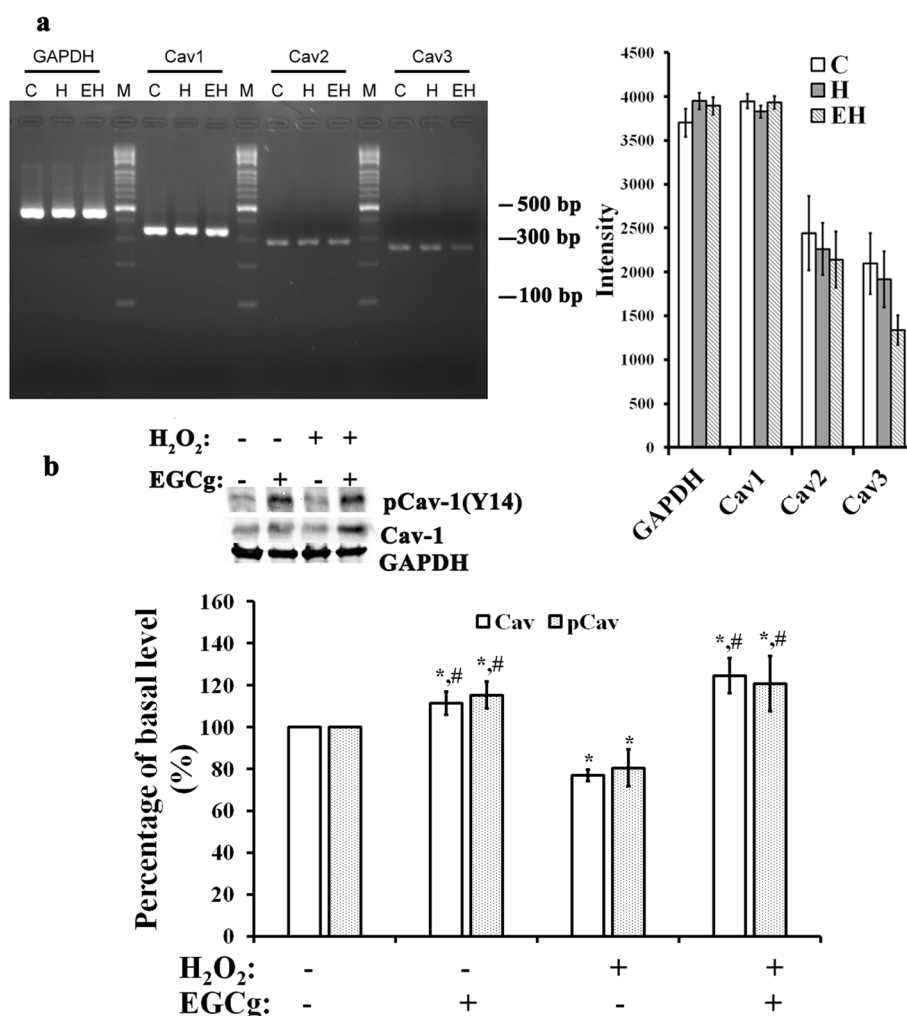 a
GAPDH Cav1 Cav2 Cav3
C H EH M C H EH M C H EH M C H EH
500 bp
300 bp
100 bp
4500
4000
3500
3000
2500
2000
1500
1000
0
Intensity
C
H
EH
GAPDH Cav1 Cav2 Cav3
b
H₂O₂: - - + +
EGCg: - + - +
pCav-1(Y14)
Cav-1
GAPDH
Percentage of basal level
(%)
160
140
120
100
80
60
40
20
0
Cav pCav
*,# *,# * * *,# *,#
H₂O₂: - - + +
EGCg: - + - +